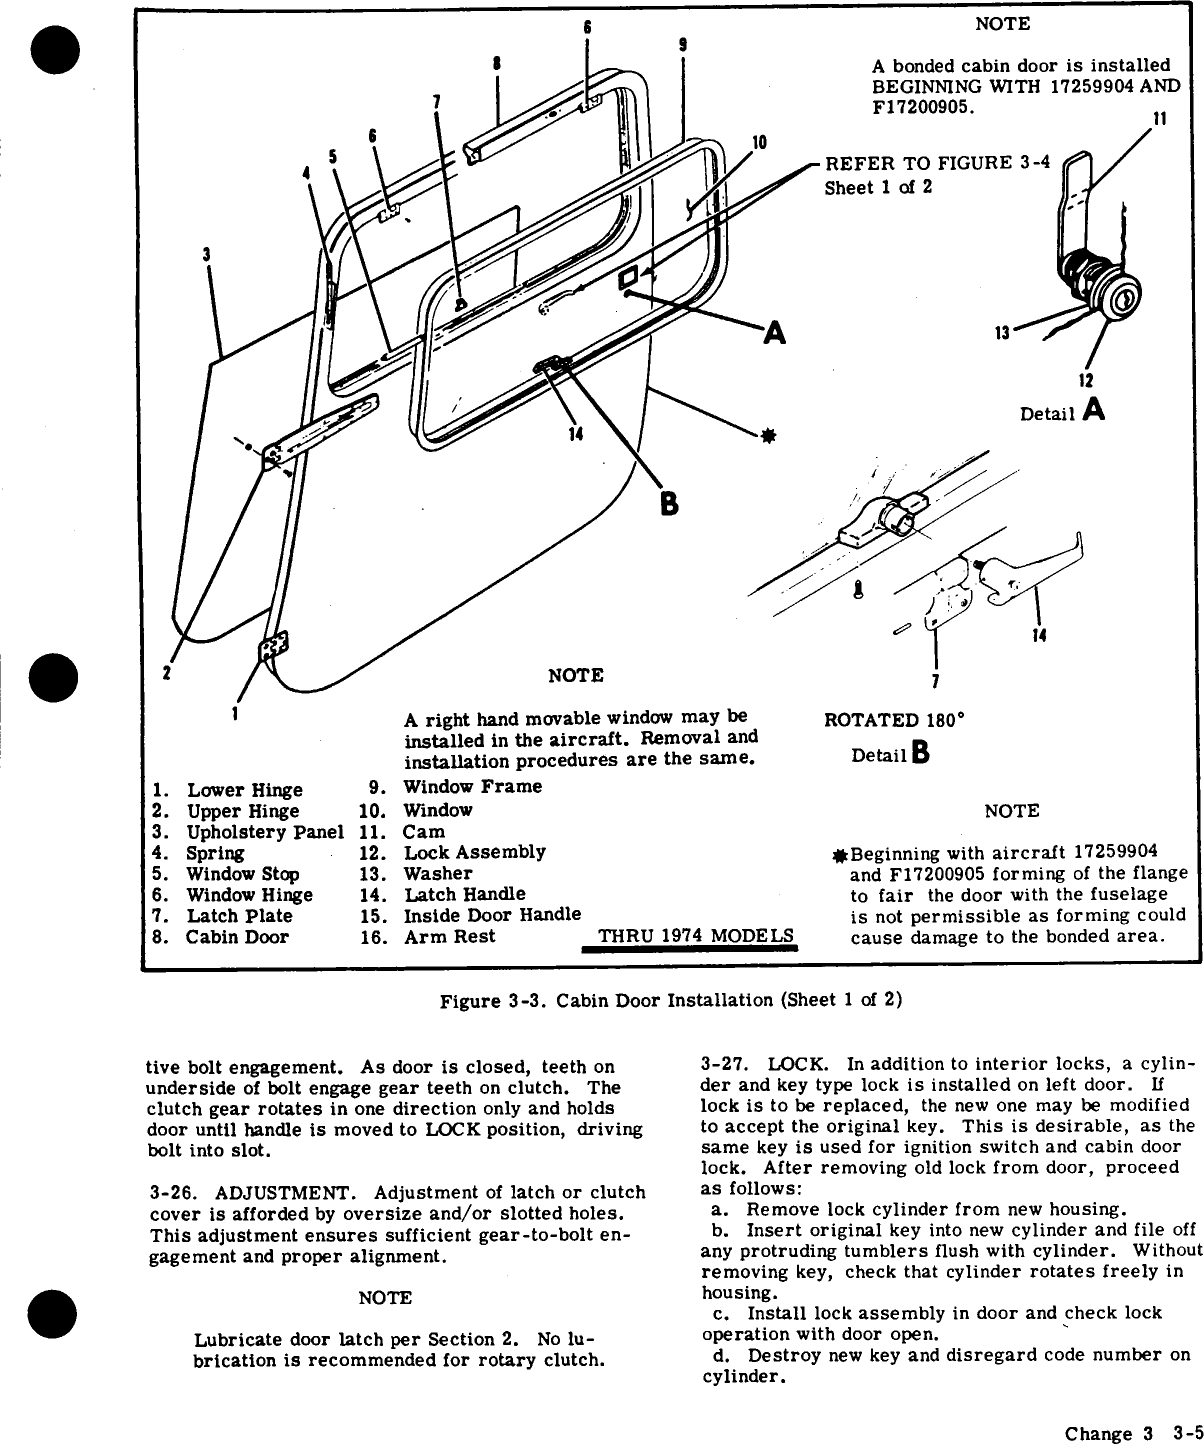 NOTE
A bonded cabin door is installed
BEGINNING WITH 17259904 AND
F17200905.
6
9
8
7
6
5
4
10
11
REFER TO FIGURE 3-4
Sheet 1 of 2
3
A
13
12
Detail A
14
*
B
2
1
7
14
ROTATED 180°
Detail B
NOTE
A right hand movable window may be
installed in the aircraft. Removal and
installation procedures are the same.
1. Lower Hinge
2. Upper Hinge
3. Upholstery Panel
4. Spring
5. Window Stop
6. Window Hinge
7. Latch Plate
8. Cabin Door
9. Window Frame
10. Window
11. Cam
12. Lock Assembly
13. Washer
14. Latch Handle
15. Inside Door Handle
16. Arm Rest
THRU 1974 MODELS
NOTE
*Beginning with aircraft 17259904
and F17200905 forming of the flange
to fair the door with the fuselage
is not permissible as forming could
cause damage to the bonded area.
Figure 3-3. Cabin Door Installation (Sheet 1 of 2)
tive bolt engagement. As door is closed, teeth on
underside of bolt engage gear teeth on clutch. The
clutch gear rotates in one direction only and holds
door until handle is moved to LOCK position, driving
bolt into slot.
3-26. ADJUSTMENT. Adjustment of latch or clutch
cover is afforded by oversize and/or slotted holes.
This adjustment ensures sufficient gear-to-bolt en-
gagement and proper alignment.
NOTE
Lubricate door latch per Section 2. No lu-
brication is recommended for rotary clutch.
3-27. LOCK. In addition to interior locks, a cylin-
der and key type lock is installed on left door. If
lock is to be replaced, the new one may be modified
to accept the original key. This is desirable, as the
same key is used for ignition switch and cabin door
lock. After removing old lock from door, proceed
as follows:
a. Remove lock cylinder from new housing.
b. Insert original key into new cylinder and file off
any protruding tumblers flush with cylinder. Without
removing key, check that cylinder rotates freely in
housing.
c. Install lock assembly in door and check lock
operation with door open.
d. Destroy new key and disregard code number on
cylinder.
Change 3 3-5